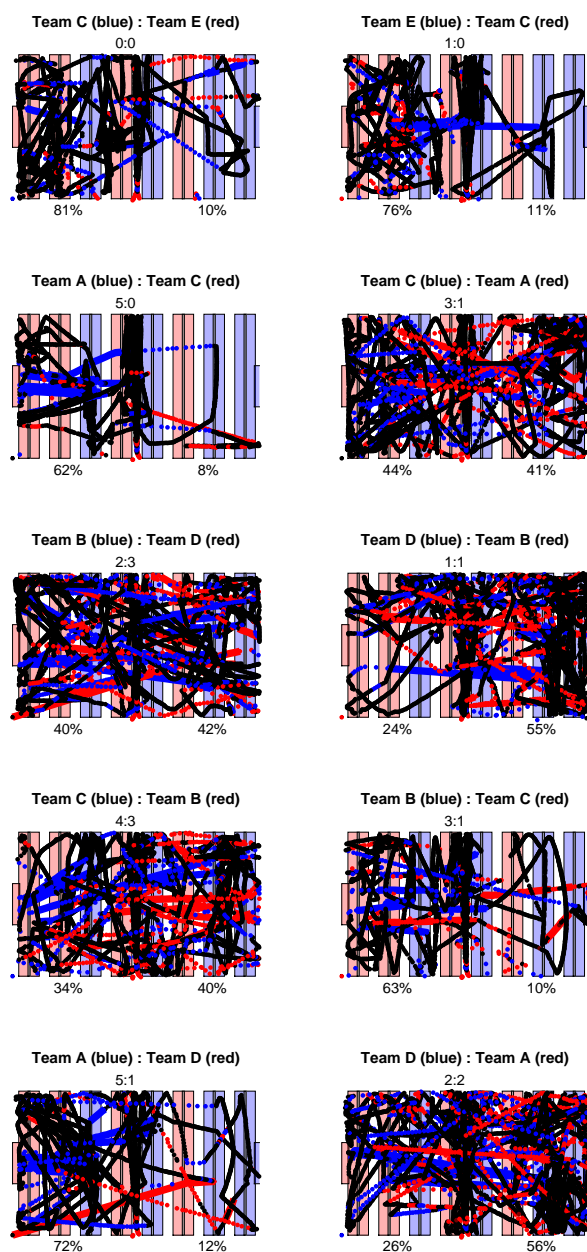 Team C (blue) : Team E (red)
0:0
81% 10%
Team E (blue) : Team C (red)
1:0
76% 11%
Team A (blue) : Team C (red)
5:0
62% 8%
Team C (blue) : Team A (red)
3:1
44% 41%
Team B (blue) : Team D (red)
2:3
40% 42%
Team D (blue) : Team B (red)
1:1
24% 55%
Team C (blue) : Team B (red)
4:3
34% 40%
Team B (blue) : Team C (red)
3:1
63% 10%
Team A (blue) : Team D (red)
5:1
72% 12%
Team D (blue) : Team A (red)
2:2
26% 56%